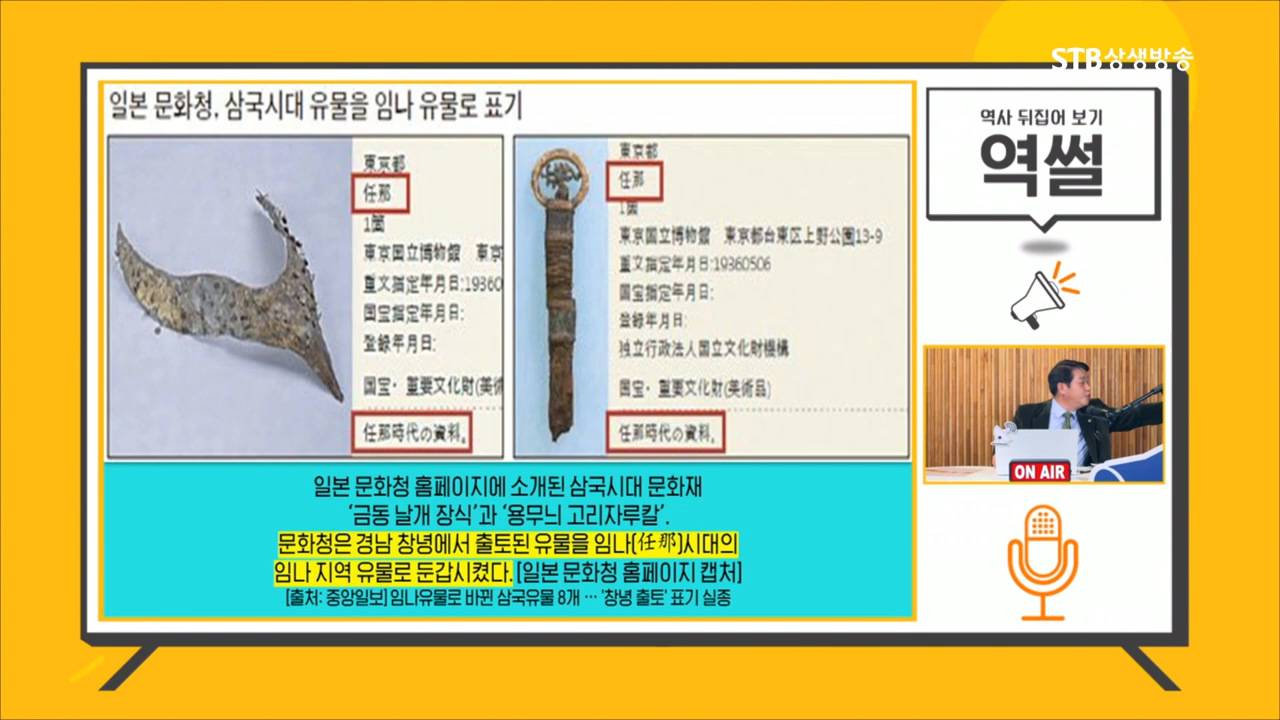 STB상생방송
일본 문화청, 삼국시대 유물을 임나 유물로 표기
東京都
任那
1箇
東京国立博物館 東京
重文指定年月日:19360
国宝指定年月日:
登録年月日:
国宝・重要文化財(美術
任那時代の資料。
東京都
任那
1箇
東京国立博物館 東京都台東区上野公園13-9
重文指定年月日:19360506
国宝指定年月日:
登録年月日:
独立行政法人国立文化財機構
国宝・重要文化財(美術品)
任那時代の資料。
일본 문화청 홈페이지에 소개된 삼국시대 문화재
‘금동 날개 장식’과 ‘용무늬 고리자루칼’.
문화청은 경남 창녕에서 출토된 유물을 임나(任那)시대의
임나 지역 유물로 둔갑시켰다. [일본 문화청 홈페이지 캡처]
[출처: 중앙일보] 임나유물로 바뀐 삼국유물 8개 … '창녕 출토' 표기 실종
역사 뒤집어 보기
역썰
ON AIR